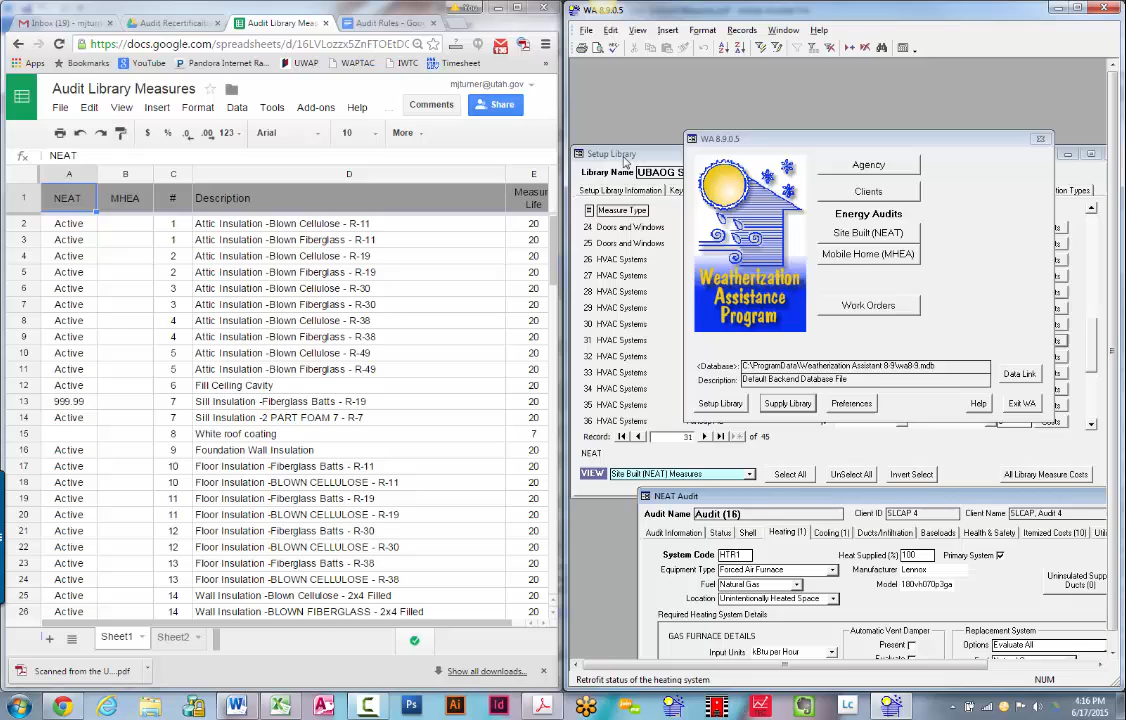 Inbox (19) - mjturn
Audit Recertificati
Audit Library Measu
Audit Rules - Goo
You
https://docs.google.com/spreadsheets/d/16LVLozzx5ZnFTOEtDC
Apps
Bookmarks
YouTube
Pandora Internet Ra...
UWAP
WAPTAC
IWTC
Timesheet
Audit Library Measures
mjturner@utah.gov
File Edit View Insert Format Data Tools Add-ons Help ...
Comments
Share
$ % .0 .00 123 Arial 10 More
fx NEAT
A B C D E
1 NEAT MHEA # Description Measure Life
2 Active 1 Attic Insulation -Blown Cellulose - R-11 20
3 Active 1 Attic Insulation -Blown Fiberglass - R-11 20
4 Active 2 Attic Insulation -Blown Cellulose - R-19 20
5 Active 2 Attic Insulation -Blown Fiberglass - R-19 20
6 Active 3 Attic Insulation -Blown Cellulose - R-30 20
7 Active 3 Attic Insulation -Blown Fiberglass - R-30 20
8 Active 4 Attic Insulation -Blown Cellulose - R-38 20
9 Active 4 Attic Insulation -Blown Fiberglass - R-38 20
10 Active 5 Attic Insulation -Blown Cellulose - R-49 20
11 Active 5 Attic Insulation -Blown Fiberglass - R-49 20
12 Active 6 Fill Ceiling Cavity 20
13 999.99 7 Sill Insulation -Fiberglass Batts - R-19 20
14 Active 7 Sill Insulation -2 PART FOAM 7 - R-7 20
15 8 White roof coating 7
16 Active 9 Foundation Wall Insulation 20
17 Active 10 Floor Insulation -Fiberglass Batts - R-11 20
18 Active 10 Floor Insulation -BLOWN CELLULOSE - R-11 20
19 Active 11 Floor Insulation -Fiberglass Batts - R-19 20
20 Active 11 Floor Insulation -BLOWN CELLULOSE - R-19 20
21 Active 12 Floor Insulation -Fiberglass Batts - R-30 20
22 Active 12 Floor Insulation -BLOWN CELLULOSE - R-30 20
23 Active 13 Floor Insulation -Fiberglass Batts - R-38 20
24 Active 13 Floor Insulation -BLOWN CELLULOSE - R-38 20
25 Active 14 Wall Insulation -Blown Cellulose - 2x4 Filled 20
26 Active 14 Wall Insulation -BLOWN FIBERGLASS - 2x4 Filled 20
Sheet1 Sheet2
Scanned from the U....pdf
Show all downloads...
WA 8.9.0.5
File Edit View Insert Format Records Window Help
Setup Library
Library Name UBAOG S
Setup Library Information Key
ation Types
Measure Type
24 Doors and Windows
25 Doors and Windows
26 HVAC Systems
27 HVAC Systems
28 HVAC Systems
29 HVAC Systems
30 HVAC Systems
31 HVAC Systems
32 HVAC Systems
33 HVAC Systems
34 HVAC Systems
35 HVAC Systems
36 HVAC Systems
Record: 31 of 45
NEAT
VIEW Site Built (NEAT) Measures
Select All
UnSelect All
Invert Select
All Library Measure Costs
WA 8.9.0.5
Weatherization
Assistance
Program
Agency
Clients
Energy Audits
Site Built (NEAT)
Mobile Home (MHEA)
Work Orders
<Database>: C:\ProgramData\Weatherization Assistant 8-9\wa8-9.mdb
Description: Default Backend Database File
Data Link
Setup Library
Supply Library
Preferences
Help
Exit WA
NEAT Audit
Audit Name Audit (16) Client ID SLCAP 4 Client Name SLCAP, Audit 4
Audit Information Status Shell Heating (1) Cooling (1) Ducts/Infiltration Baseloads Health & Safety Itemized Costs (10) Utili
System Code HTR1 Heat Supplied (%) 100 Primary System
Equipment Type Forced Air Furnace Manufacturer Lennox
Fuel Natural Gas Model 180vh070p3ga
Location Unintentionally Heated Space
Uninsulated Supp
Ducts (0)
Required Heating System Details
GAS FURNACE DETAILS
Input Units kBtu per Hour
Automatic Vent Damper
Present
Replacement System
Options Evaluate All
Retrofit status of the heating system
NUM
Ps Ai Id LC
4:16 PM
6/17/2015